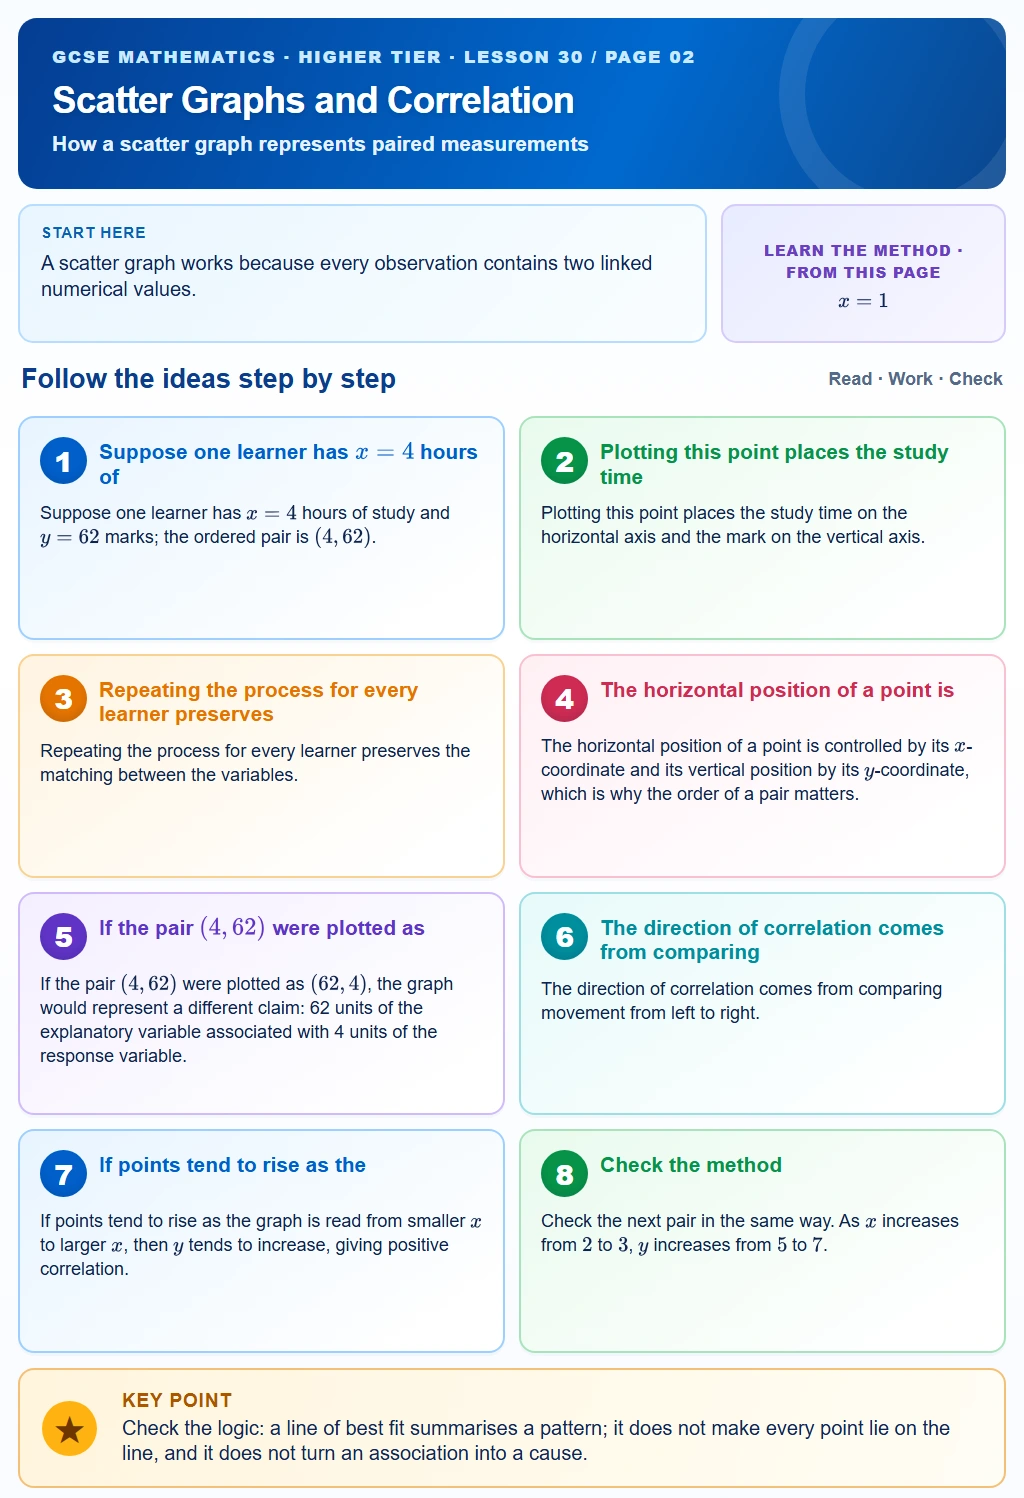 GCSE MATHEMATICS · HIGHER TIER · LESSON 30 / PAGE 02
Scatter Graphs and Correlation
How a scatter graph represents paired measurements
START HERE
A scatter graph works because every observation contains two linked
numerical values.
LEARN THE METHOD ·
FROM THIS PAGE
x = 1
Follow the ideas step by step
Read · Work · Check
1
Suppose one learner has x = 4 hours
of
Suppose one learner has x = 4 hours of study and
y = 62 marks; the ordered pair is (4, 62).
2
Plotting this point places the study
time
Plotting this point places the study time on the
horizontal axis and the mark on the vertical axis.
3
Repeating the process for every
learner preserves
Repeating the process for every learner preserves the
matching between the variables.
4
The horizontal position of a point is
The horizontal position of a point is controlled by its x-
coordinate and its vertical position by its y-coordinate,
which is why the order of a pair matters.
5
If the pair (4, 62) were plotted as
If the pair (4, 62) were plotted as (62, 4), the graph
would represent a different claim: 62 units of the
explanatory variable associated with 4 units of the
response variable.
6
The direction of correlation comes
from comparing
The direction of correlation comes from comparing
movement from left to right.
7
If points tend to rise as the
If points tend to rise as the graph is read from smaller x
to larger x, then y tends to increase, giving positive
correlation.
8
Check the method
Check the next pair in the same way. As x increases
from 2 to 3, y increases from 5 to 7.
KEY POINT
Check the logic: a line of best fit summarises a pattern; it does not make every point lie on the
line, and it does not turn an association into a cause.